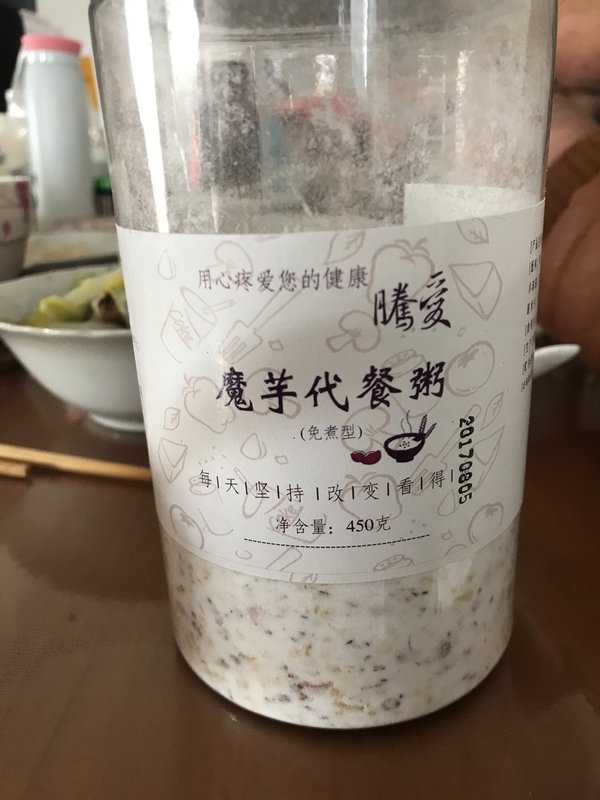 用心疼爱您的健康
腾爱
魔芋代餐粥
(免煮型)
每|天|坚|持|改|变|看|得|
净含量：450克
20170805